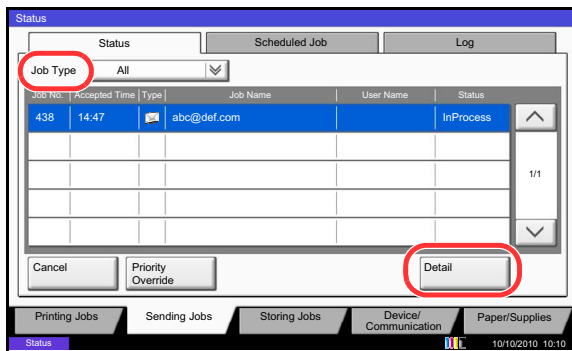 Status
Status Scheduled Job Log
Job Type All
Job No. Accepted Time Type Job Name User Name Status
438 14:47 abc@def.com InProcess
1/1
Cancel Priority Override Detail
Printing Jobs Sending Jobs Storing Jobs Device/ Communication Paper/Supplies
Status 10/10/2010 10:10